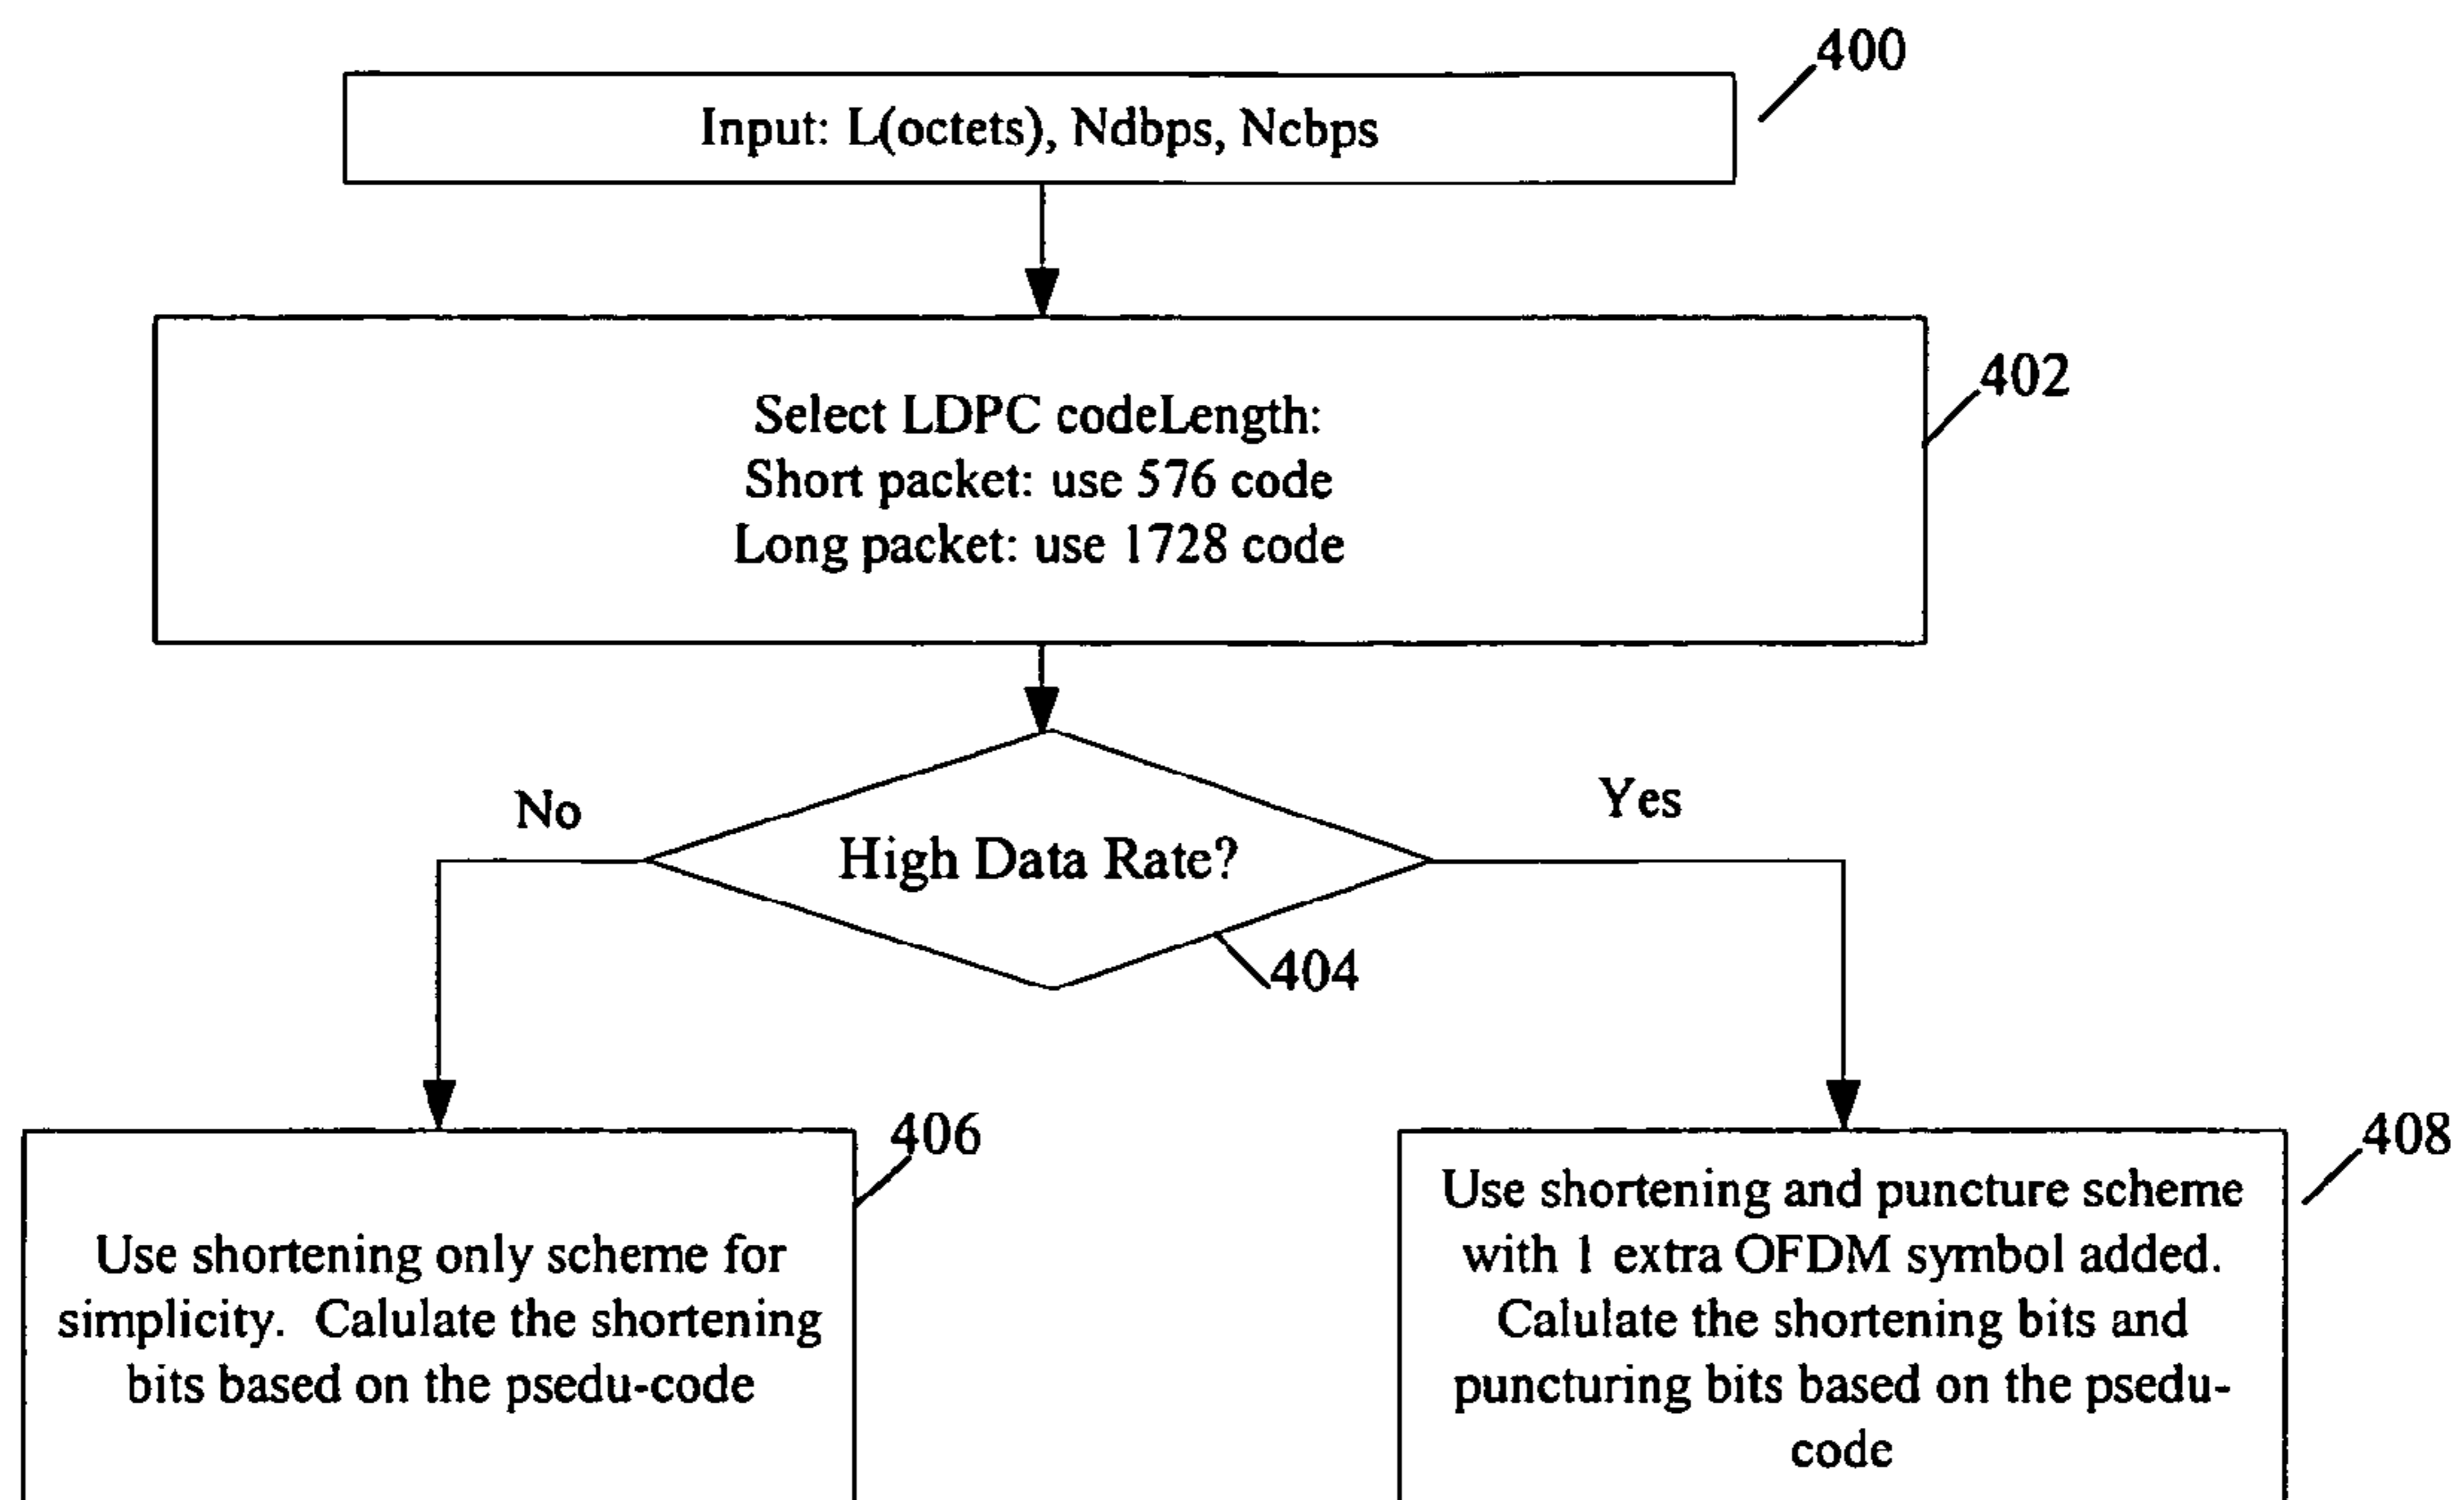 400
Input: L(octets), Ndbps, Ncbps
402
Select LDPC codeLength:
Short packet: use 576 code
Long packet: use 1728 code
No
Yes
High Data Rate?
404
406
Use shortening only scheme for
simplicity. Calulate the shortening
bits based on the psedu-code
408
Use shortening and puncture scheme
with 1 extra OFDM symbol added.
Calulate the shortening bits and
puncturing bits based on the psedu-
code